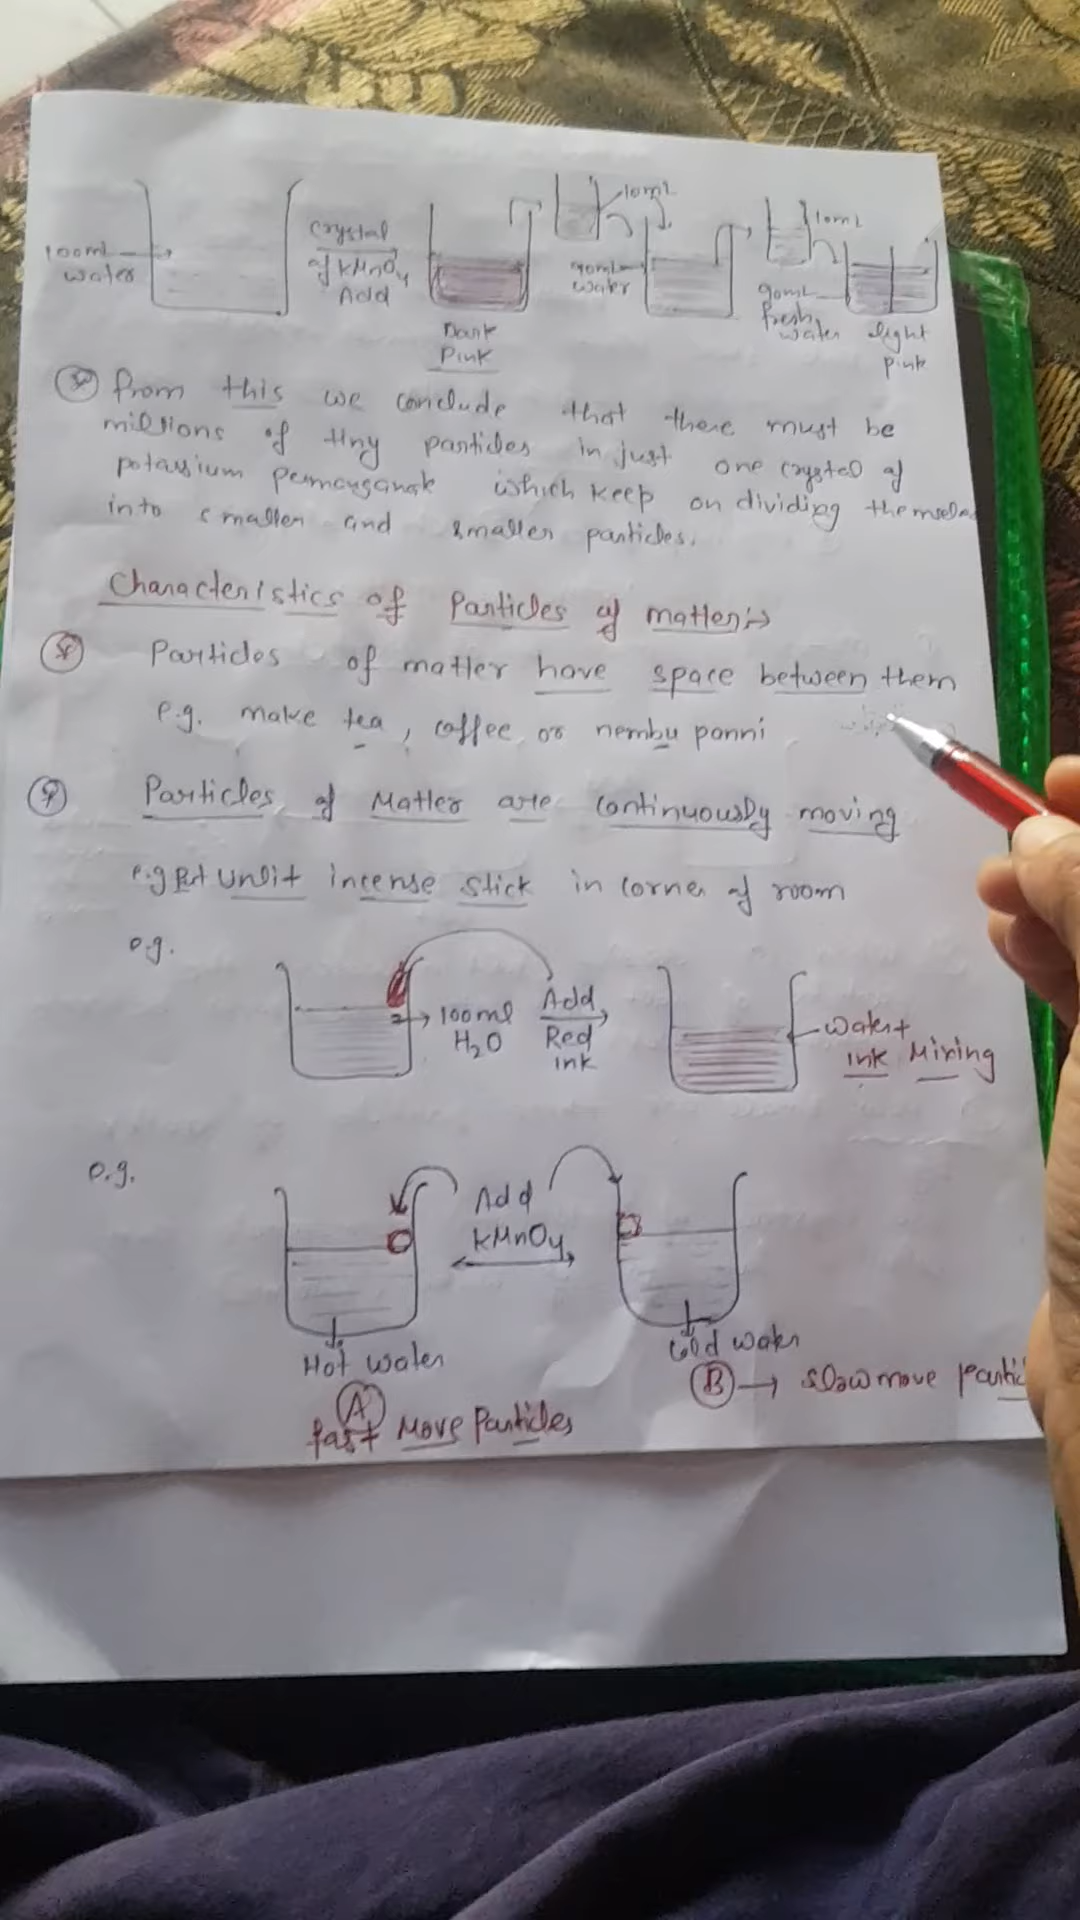 100ml water
Crystal of KMnO4 Add
Dark Pink
10mL
90mL water
10mL
90mL fresh water
light pink
from this we conclude that there must be
millions of tiny particles in just one crystal of
potassium permanganate which keep on dividing themselves
into smaller and smaller particles.
Characteristics of Particles of matter:→
Particles of matter have space between them
e.g. make tea, coffee or nembu panni
Particles of Matter are continuously moving
e.g Put unlit incense stick in corner of room
e.g.
→ 100ml H2O
Add Red ink
water + ink Mixing
e.g.
Add KMnO4
Hot water
Cold water
(A)
fast Move Particles
(B) → slow move partic